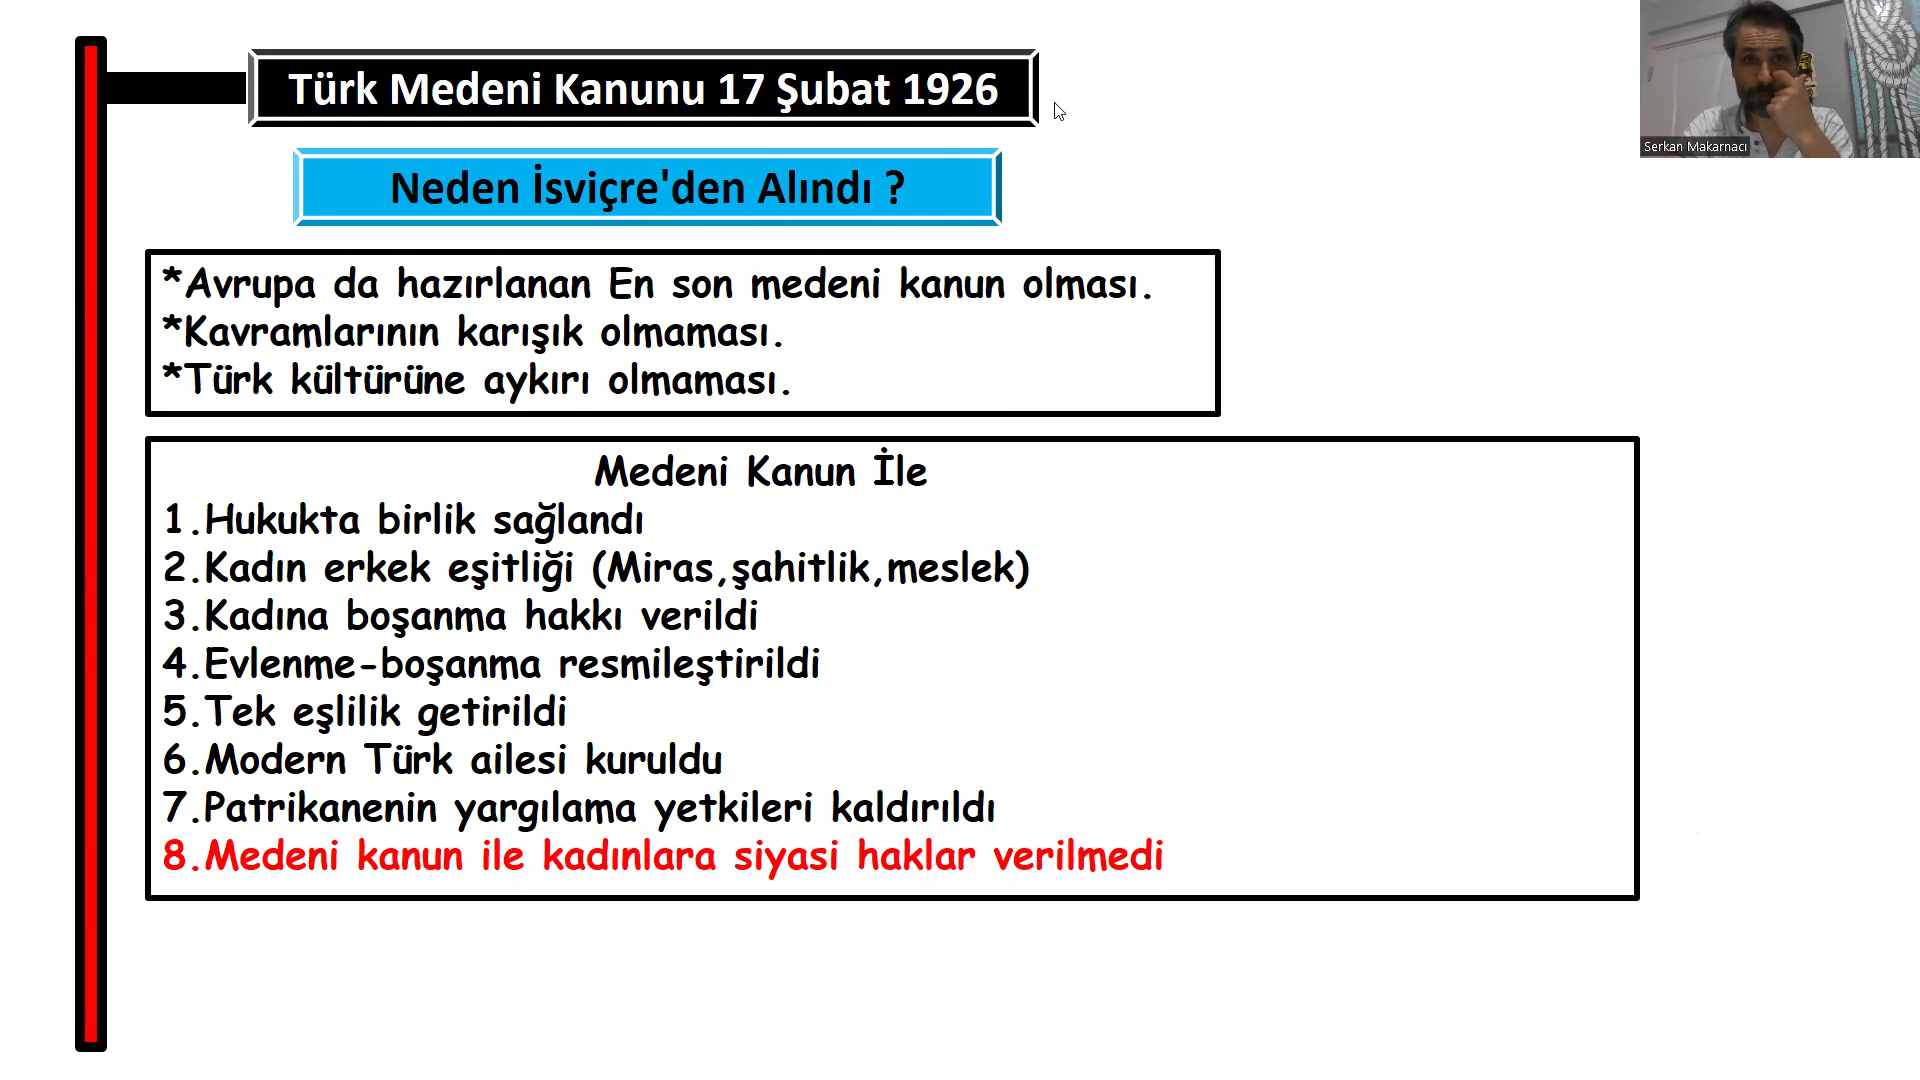 Türk Medeni Kanunu 17 Şubat 1926
Serkan Makarnacı
Neden İsviçre'den Alındı ?
*Avrupa da hazırlanan En son medeni kanun olması.
*Kavramlarının karışık olmaması.
*Türk kültürüne aykırı olmaması.
Medeni Kanun İle
1.Hukukta birlik sağlandı
2.Kadın erkek eşitliği (Miras,şahitlik,meslek)
3.Kadına boşanma hakkı verildi
4.Evlenme-boşanma resmileştirildi
5.Tek eşlilik getirildi
6.Modern Türk ailesi kuruldu
7.Patrikanenin yargılama yetkileri kaldırıldı
8.Medeni kanun ile kadınlara siyasi haklar verilmedi